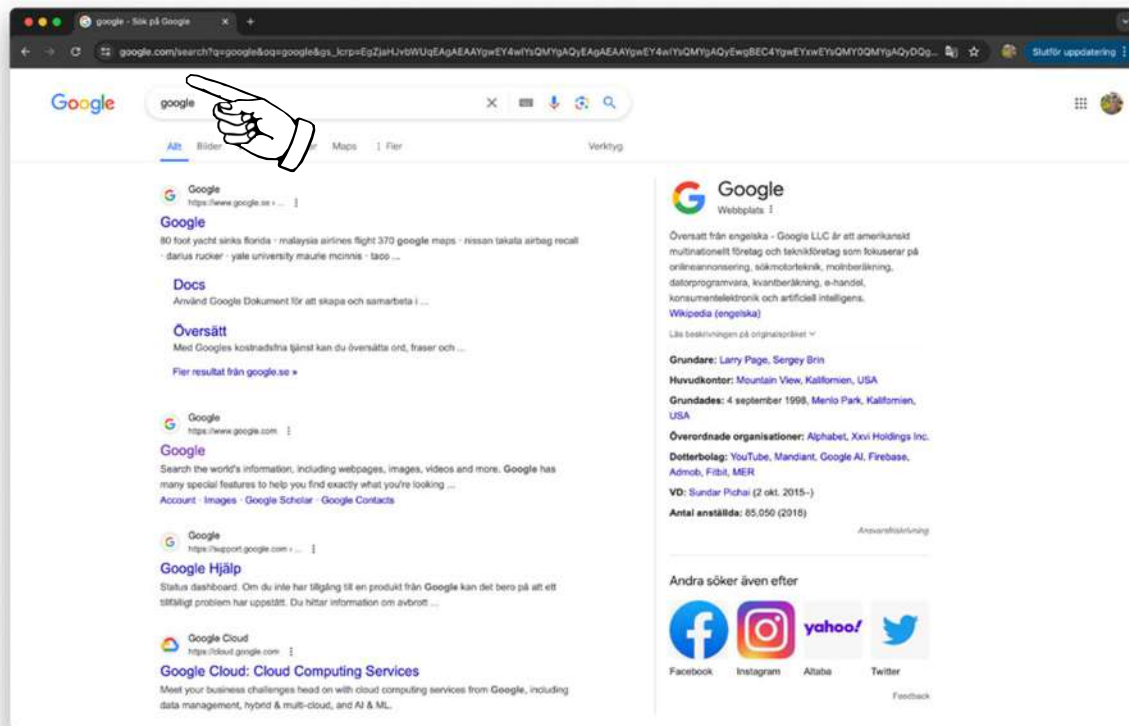 google - Sök på Google
google.com/search?q=google&oq=google&gs_lcrp=
Slutför uppdatering
Google
google
Allt Bilder Maps Fler Verktyg
Google
https://www.google.se › ...
Google
80 foot yacht sinks florida · malaysia airlines flight 370 google maps · nissan takata airbag recall
· darius rucker · yale university maurie mcinnis · taco ...
Docs
Använd Google Dokument för att skapa och samarbeta i ...
Översätt
Med Googles kostnadsfria tjänst kan du översätta ord, fraser och ...
Fler resultat från google.se »
Google
https://www.google.com
Google
Search the world's information, including webpages, images, videos and more. Google has
many special features to help you find exactly what you're looking ...
Account · Images · Google Scholar · Google Contacts
Google
https://support.google.com › ...
Google Hjälp
Status dashboard. Om du inte har tillgång till en produkt från Google kan det bero på att ett
tillfälligt problem har uppstått. Du hittar information om avbrott ...
Google Cloud
https://cloud.google.com
Google Cloud: Cloud Computing Services
Meet your business challenges head on with cloud computing services from Google, including
data management, hybrid & multi-cloud, and AI & ML.
Google
Webbplats
Översatt från engelska - Google LLC är ett amerikanskt
multinationellt företag och teknikföretag som fokuserar på
onlineannonsering, sökmotorteknik, molnberäkning,
datorprogramvara, kvantberäkning, e-handel,
konsumentelektronik och artificiell intelligens.
Wikipedia (engelska)
Läs beskrivningen på originalspråket
Grundare: Larry Page, Sergey Brin
Huvudkontor: Mountain View, Kalifornien, USA
Grundades: 4 september 1998, Menlo Park, Kalifornien,
USA
Överordnade organisationer: Alphabet, Xxvi Holdings Inc.
Dotterbolag: YouTube, Mandiant, Google AI, Firebase,
Admob, Fitbit, MER
VD: Sundar Pichai (2 okt. 2015–)
Antal anställda: 85,050 (2018)
Ansvarsfriskrivning
Andra söker även efter
yahoo!
Facebook Instagram Altaba Twitter
Feedback